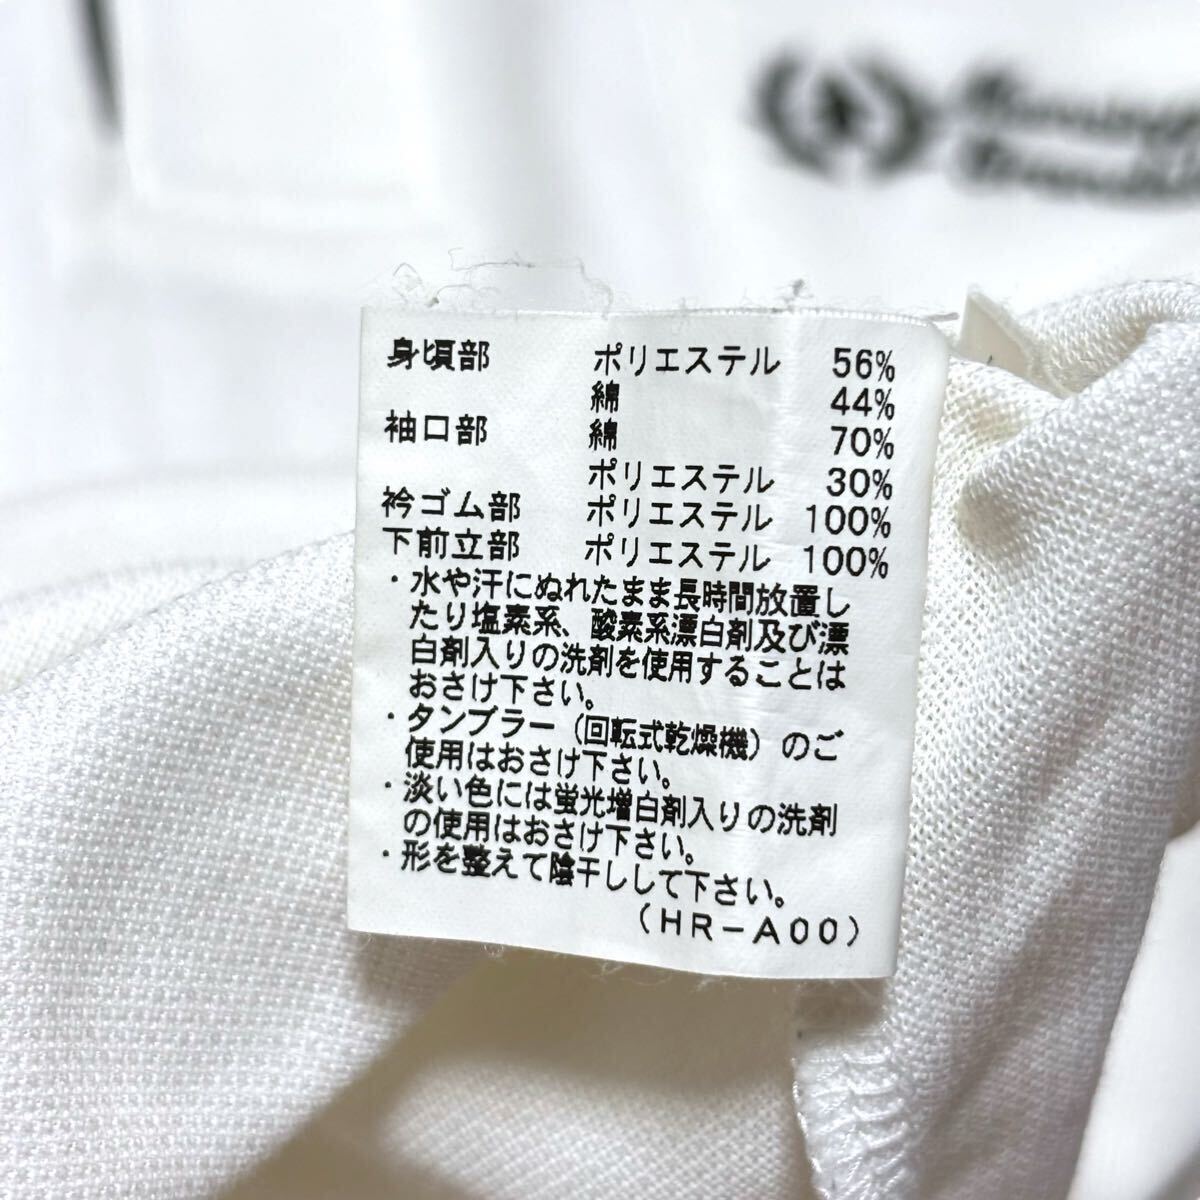 身頃部 ポリエステル 56%
綿 44%
袖口部 綿 70%
ポリエステル 30%
衿ゴム部 ポリエステル 100%
下前立部 ポリエステル 100%
・水や汗にぬれたまま長時間放置し
たり塩素系、酸素系漂白剤及び漂
白剤入りの洗剤を使用することは
おさけ下さい。
・タンブラー(回転式乾燥機)のご
使用はおさけ下さい。
・淡い色には蛍光増白剤入りの洗剤
の使用はおさけ下さい。
・形を整えて陰干しして下さい。
(HR-A00)